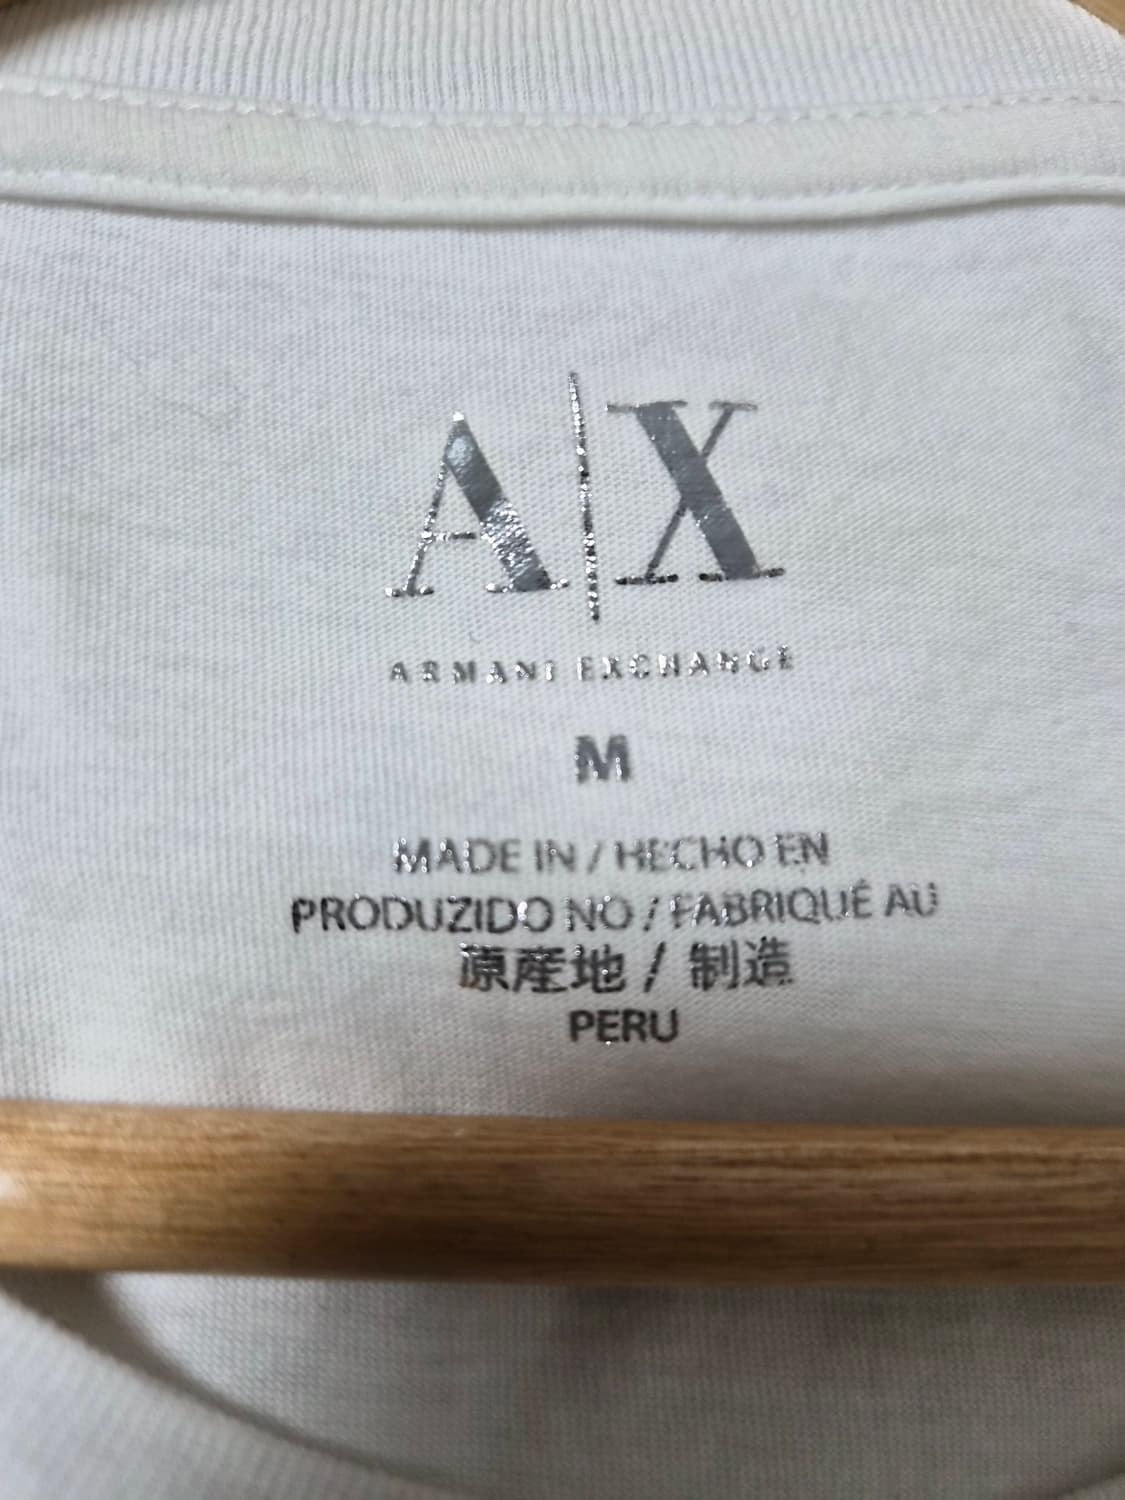 A|X
ARMANI EXCHANGE
M
MADE IN / HECHO EN
PRODUZIDO NO / FABRIQUÉ AU
原産地 / 制造
PERU